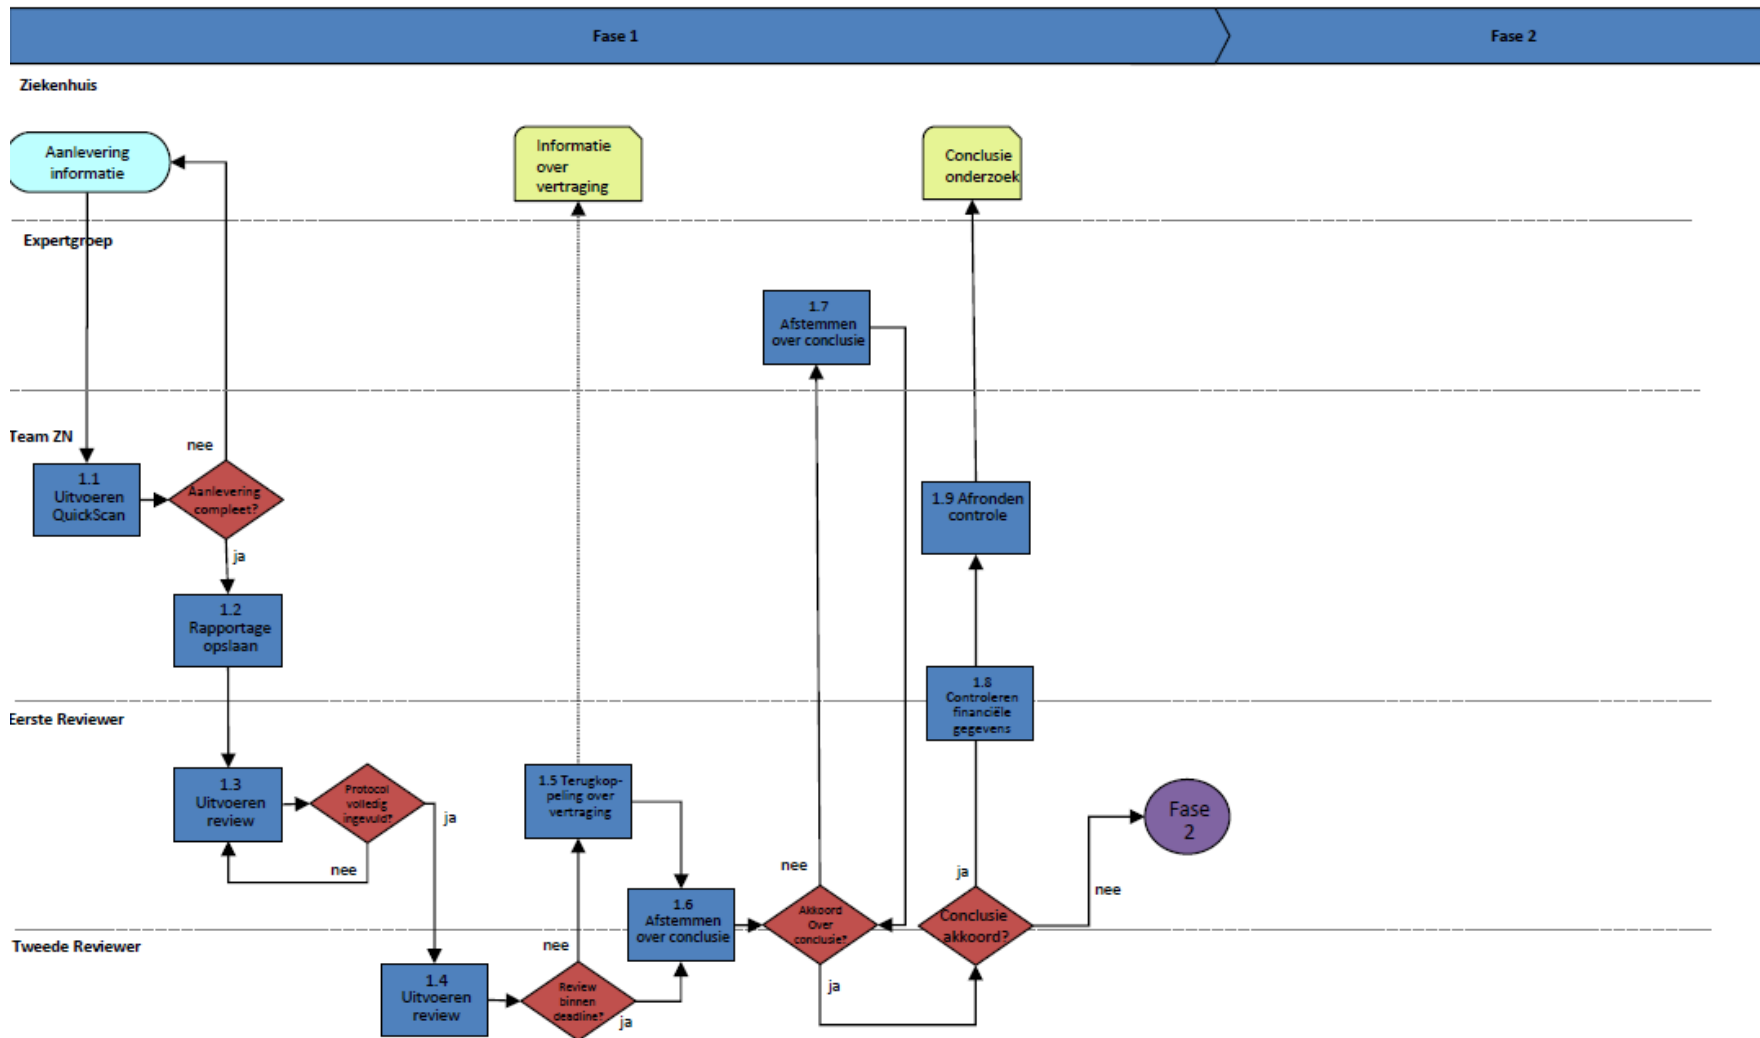 Fase 1
Fase 2
Ziekenhuis
Aanlevering
informatie
Informatie
over
vertraging
Conclusie
onderzoek
Expertgroep
1.7
Afstemmen
over conclusie
Team ZN
nee
1.1
Uitvoeren
QuickScan
Aanlevering
compleet?
1.9 Afronden
controle
ja
1.2
Rapportage
opslaan
1.8
Controleren
financiële
gegevens
Eerste Reviewer
1.3
Uitvoeren
review
Protocol
volledig
ingevuld?
ja
nee
1.5 Terugkop-
peling over
vertraging
Fase
2
nee
ja
nee
1.6
Afstemmen
over conclusie
Akkoord
Over
conclusie?
Conclusie
akkoord?
Tweede Reviewer
nee
1.4
Uitvoeren
review
Review
binnen
deadline?
ja
ja